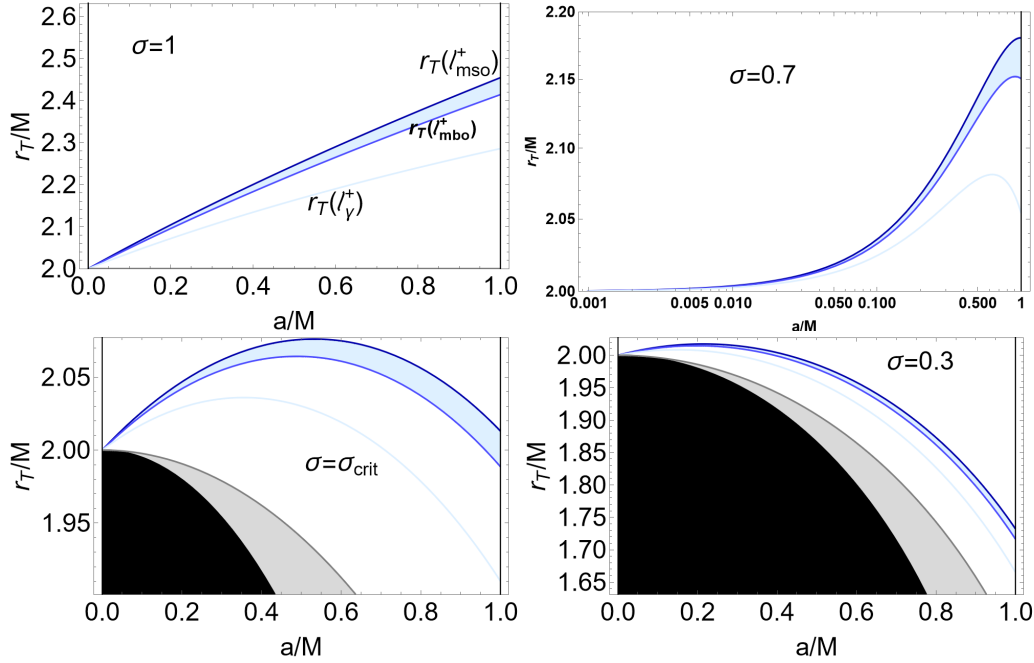 2.6
2.5
2.4
2.3
2.2
2.1
2.0
r_T/M
σ=1
r_T(l⁺_mso)
r_T(l⁺_mbo)
r_T(l⁺_γ)
0.0 0.2 0.4 0.6 0.8 1.0
a/M
2.20
2.15
2.10
2.05
2.00
r_T/M
σ=0.7
0.001 0.005 0.010 0.050 0.100 0.500 1
a/M
2.05
2.00
1.95
r_T/M
σ=σ_crit
0.0 0.2 0.4 0.6 0.8 1.0
a/M
2.00
1.95
1.90
1.85
1.80
1.75
1.70
1.65
r_T/M
σ=0.3
0.0 0.2 0.4 0.6 0.8 1.0
a/M